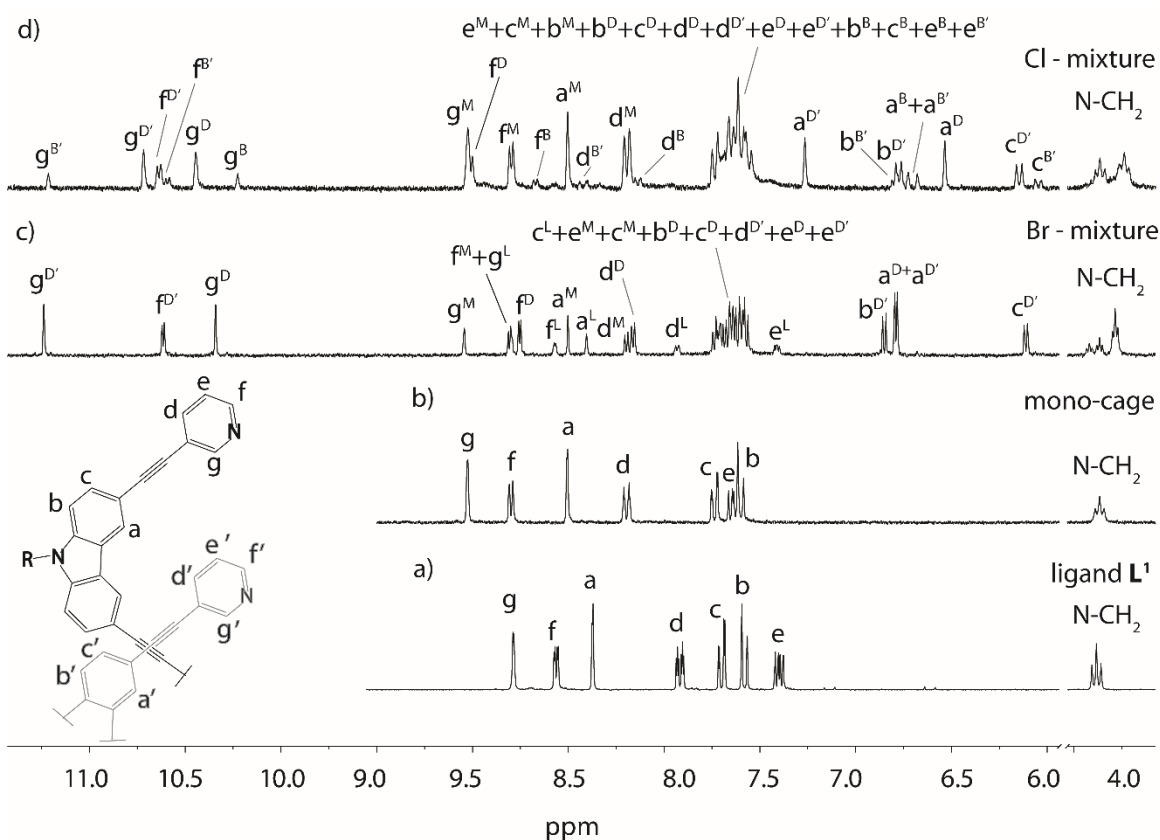 d)
e^M+c^M+b^M+b^D+c^D+d^D+d^D'+e^D+e^D'+b^B+c^B+e^B+e^B'
Cl - mixture
N-CH₂
g^B'
g^D'
f^D'
f^B'
g^D
g^B
g^M
f^D
f^M
f^B
a^M
d^B'
d^M
d^B
a^D'
b^B'
b^D'
a^B+a^B'
a^D
c^D'
c^B'
c)
c^L+e^M+c^M+b^D+c^D+d^D'+e^D+e^D'
Br - mixture
N-CH₂
g^D'
f^D'
g^D
g^M
f^M+g^L
f^D
f^L
a^M
a^L
d^M
d^D
d^L
e^L
b^D'
a^D+a^D'
c^D'
b)
mono-cage
g
f
a
d
c
e
b
N-CH₂
a)
ligand L¹
g
f
a
d
c
b
e
N-CH₂
e
d
f
N
g
c
b
a
R-N
e'
d'
f'
N
g'
c'
b'
a'
11.0 10.5 10.0 9.5 9.0 8.5 8.0 7.5 7.0 6.5 6.0 4.0
ppm